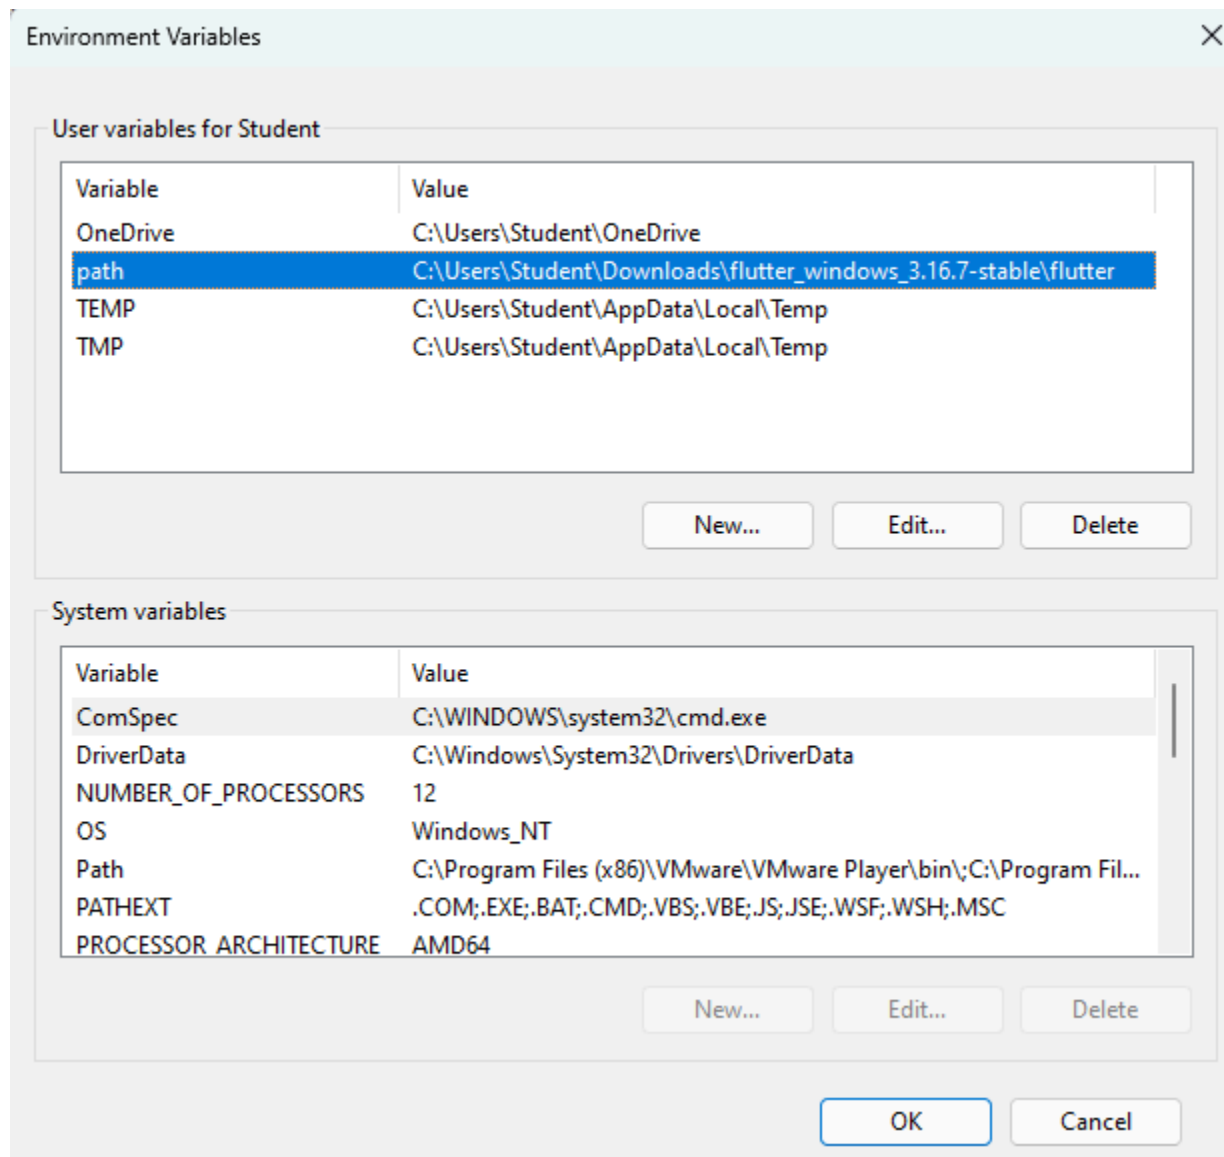 Environment Variables
User variables for Student
Variable Value
OneDrive C:\Users\Student\OneDrive
path C:\Users\Student\Downloads\flutter_windows_3.16.7-stable\flutter
TEMP C:\Users\Student\AppData\Local\Temp
TMP C:\Users\Student\AppData\Local\Temp
New... Edit... Delete
System variables
Variable Value
ComSpec C:\WINDOWS\system32\cmd.exe
DriverData C:\Windows\System32\Drivers\DriverData
NUMBER_OF_PROCESSORS 12
OS Windows_NT
Path C:\Program Files (x86)\VMware\VMware Player\bin\;C:\Program Fil...
PATHEXT .COM;.EXE;.BAT;.CMD;.VBS;.VBE;.JS;.JSE;.WSF;.WSH;.MSC
PROCESSOR_ARCHITECTURE AMD64
New... Edit... Delete
OK Cancel